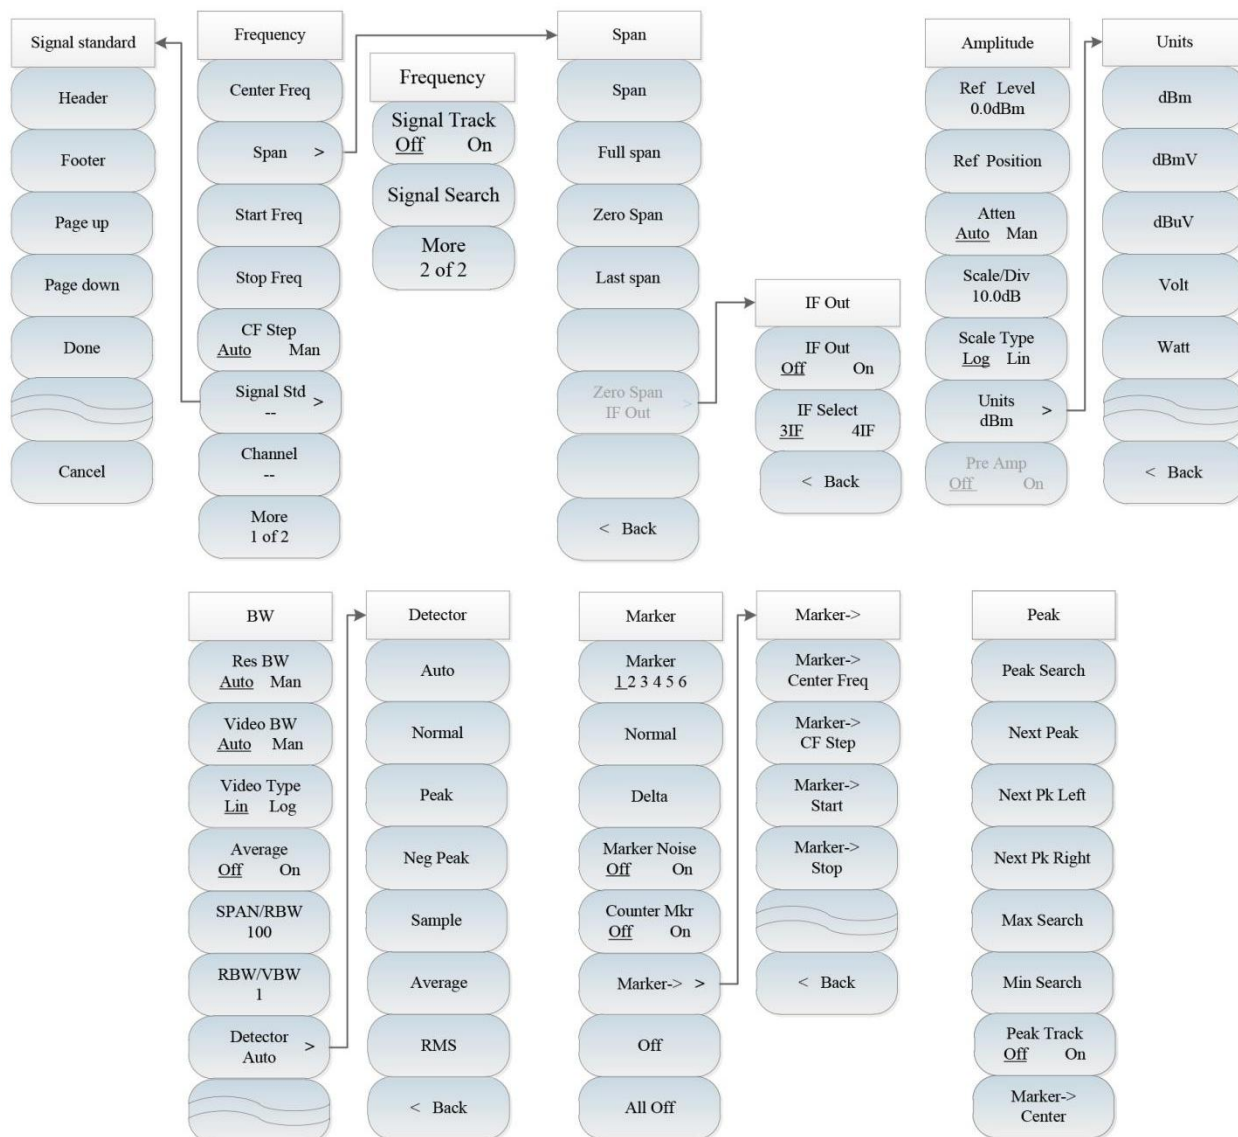 Signal standard
Header
Footer
Page up
Page down
Done
Cancel
Frequency
Center Freq
Span >
Start Freq
Stop Freq
CF Step
Auto Man
Signal Std >
--
Channel
--
More
1 of 2
Frequency
Signal Track
Off On
Signal Search
More
2 of 2
Span
Span
Full span
Zero Span
Last span
Zero Span >
IF Out
< Back
IF Out
IF Out
Off On
IF Select
3IF 4IF
< Back
Amplitude
Ref Level
0.0dBm
Ref Position
Atten
Auto Man
Scale/Div
10.0dB
Scale Type
Log Lin
Units >
dBm
Pre Amp
Off On
Units
dBm
dBmV
dBuV
Volt
Watt
< Back
BW
Res BW
Auto Man
Video BW
Auto Man
Video Type
Lin Log
Average
Off On
SPAN/RBW
100
RBW/VBW
1
Detector >
Auto
Detector
Auto
Normal
Peak
Neg Peak
Sample
Average
RMS
< Back
Marker
Marker
1 2 3 4 5 6
Normal
Delta
Marker Noise
Off On
Counter Mkr
Off On
Marker-> >
Off
All Off
Marker->
Marker->
Center Freq
Marker->
CF Step
Marker->
Start
Marker->
Stop
< Back
Peak
Peak Search
Next Peak
Next Pk Left
Next Pk Right
Max Search
Min Search
Peak Track
Off On
Marker->
Center